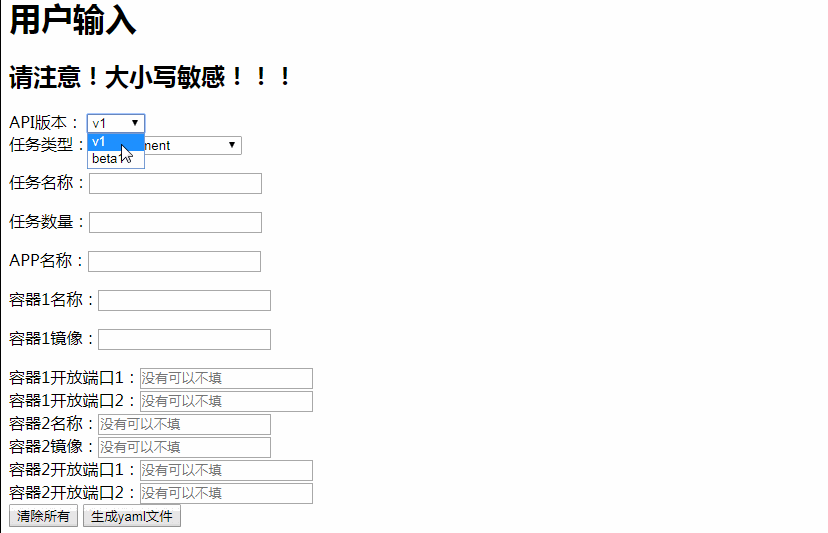 用户输入
请注意！大小写敏感！！！
API版本： v1
v1
任务类型： ment
beta1
任务名称：
任务数量：
APP名称：
容器1名称：
容器1镜像：
容器1开放端口1：没有可以不填
容器1开放端口2：没有可以不填
容器2名称：没有可以不填
容器2镜像：没有可以不填
容器2开放端口1：没有可以不填
容器2开放端口2：没有可以不填
清除所有 生成yaml文件